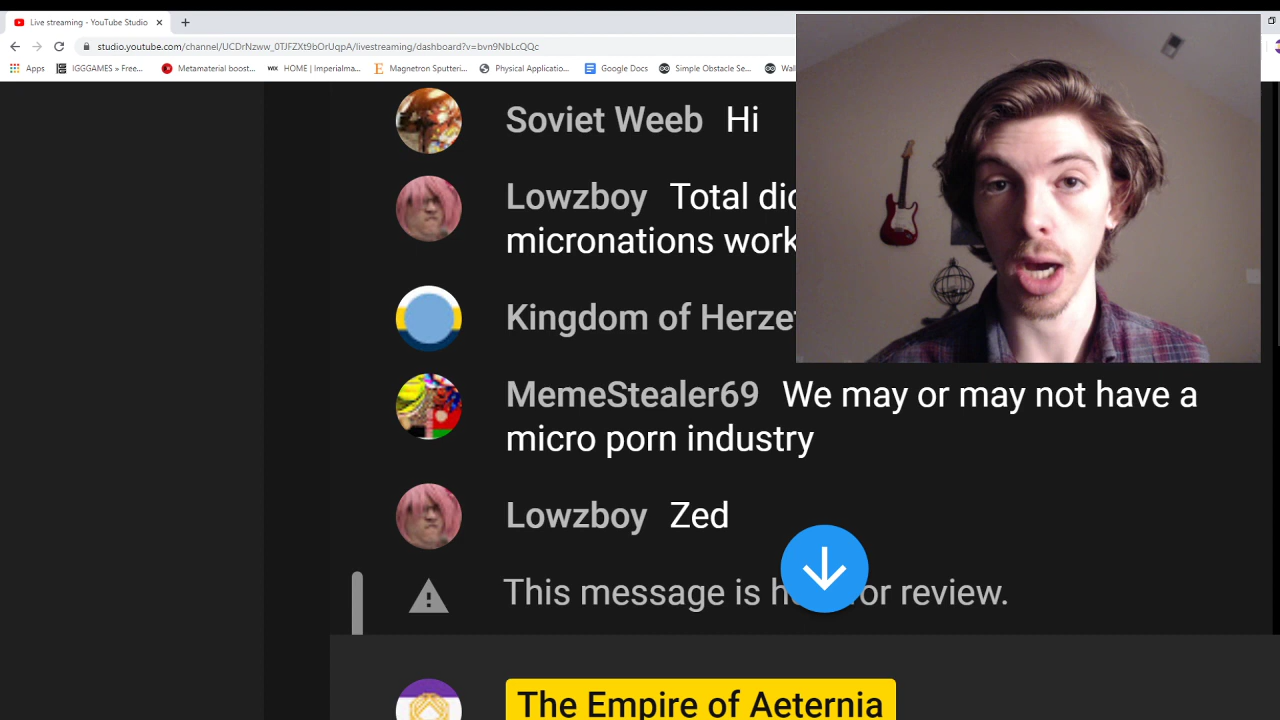 Live streaming - YouTube Studio
studio.youtube.com/channel/UCDrNzww_0TJFZXt9bOrUqpA/livestreaming/dashboard?v=bvn9NbLcQQc
Apps IGGGAMES » Free... Metamaterial boost... WIX HOME | Imperialma... Magnetron Sputteri... Physical Applicatio... Google Docs Simple Obstacle Se... Wal
Soviet Weeb Hi
Lowzboy Total
micronations work
Kingdom of
MemeStealer69 We may or may not have a
micro porn industry
Lowzboy Zed
This message is for review.
The Empire of Aeternia